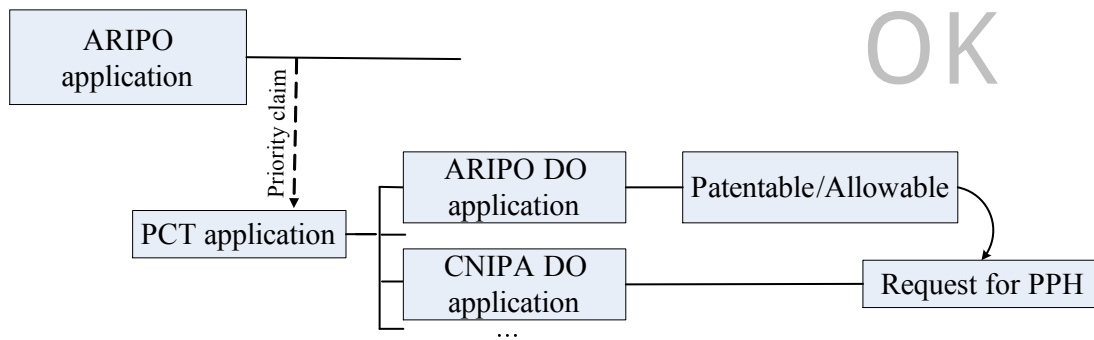 ARIPO
application
OK
Priority claim
ARIPO DO
application
Patentable/Allowable
PCT application
CNIPA DO
application
Request for PPH
...